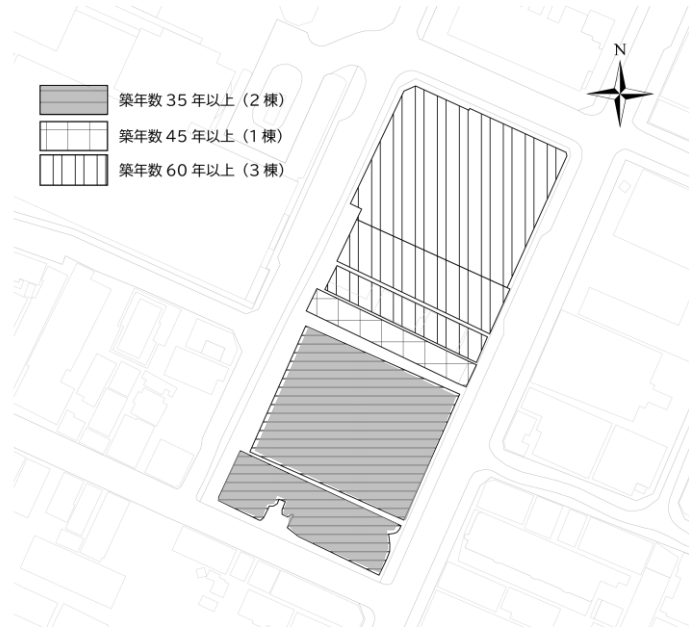 N
築年数 35 年以上（2 棟）
築年数 45 年以上（1 棟）
築年数 60 年以上（3 棟）